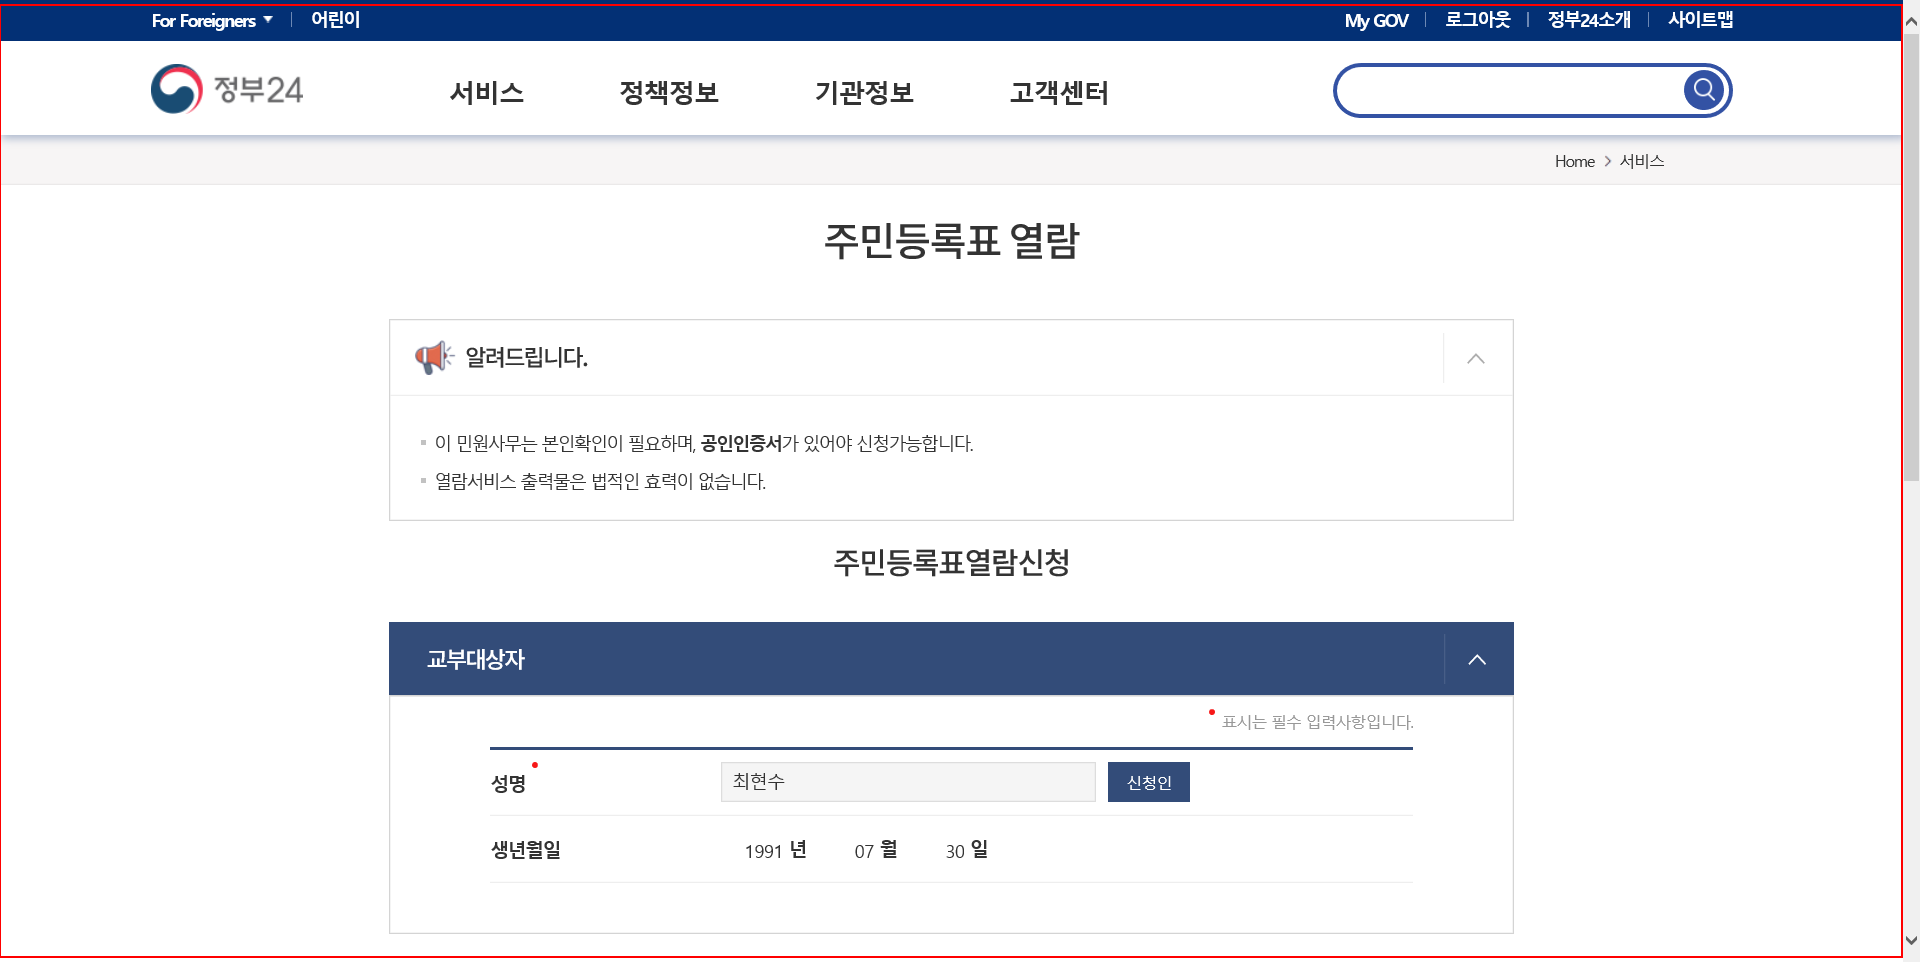 For Foreigners 어린이 My GOV 로그아웃 정부24소개 사이트맵
정부24 서비스 정책정보 기관정보 고객센터
Home > 서비스
주민등록표 열람
알려드립니다.
이 민원사무는 본인확인이 필요하며, 공인인증서가 있어야 신청가능합니다.
열람서비스 출력물은 법적인 효력이 없습니다.
주민등록표열람신청
교부대상자
표시는 필수 입력사항입니다.
성명 최현수 신청인
생년월일 1991 년 07 월 30 일